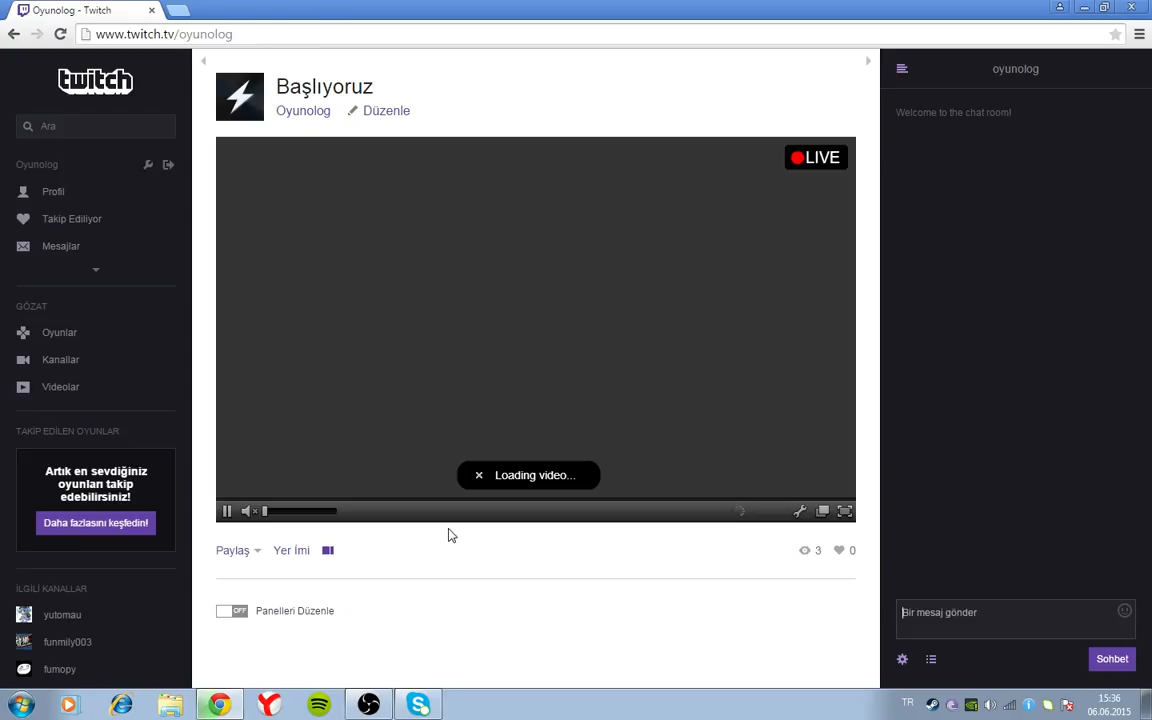 Oyunolog - Twitch
www.twitch.tv/oyunolog
twitch
Ara
Oyunolog
Profil
Takip Ediliyor
Mesajlar
GÖZAT
Oyunlar
Kanallar
Videolar
TAKİP EDİLEN OYUNLAR
Artık en sevdiğiniz
oyunları takip
edebilirsiniz!
Daha fazlasını keşfedin!
İLGİLİ KANALLAR
yutomau
funmily003
fumopy
Başlıyoruz
Oyunolog Düzenle
LIVE
Loading video...
Paylaş Yer İmi 3 0
OFF Panelleri Düzenle
oyunolog
Welcome to the chat room!
Bir mesaj gönder
Sohbet
TR 15:36
06.06.2015